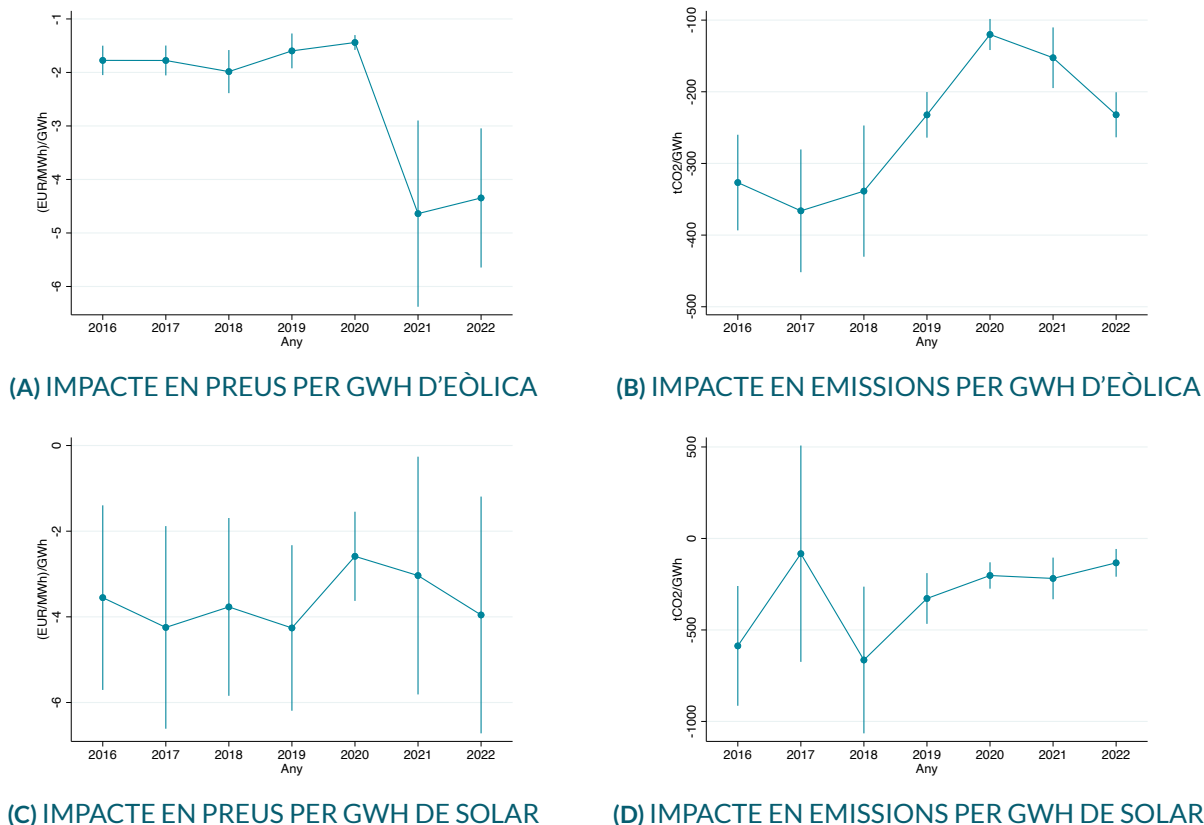 -1
-2
-3
-4
-5
-6
(EUR/MWh)/GWh
2016 2017 2018 2019 2020 2021 2022
Any
(A) IMPACTE EN PREUS PER GWH D'EÒLICA
-100
-200
-300
-400
-500
tCO2/GWh
2016 2017 2018 2019 2020 2021 2022
Any
(B) IMPACTE EN EMISSIONS PER GWH D'EÒLICA
0
-2
-4
-6
(EUR/MWh)/GWh
2016 2017 2018 2019 2020 2021 2022
Any
(C) IMPACTE EN PREUS PER GWH DE SOLAR
500
0
-500
-1000
tCO2/GWh
2016 2017 2018 2019 2020 2021 2022
Any
(D) IMPACTE EN EMISSIONS PER GWH DE SOLAR